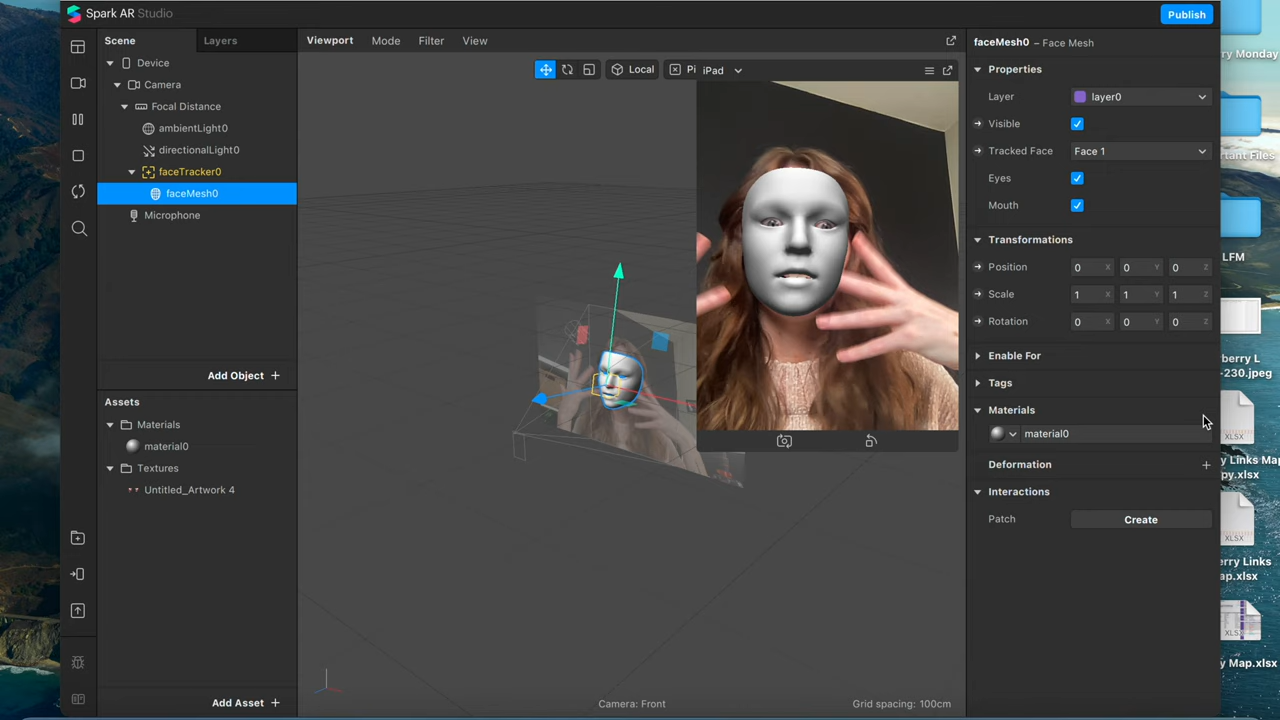 Spark AR Studio
Publish
Scene
Layers
Device
Camera
Focal Distance
ambientLight0
directionalLight0
faceTracker0
faceMesh0
Microphone
Add Object +
Assets
Materials
material0
Textures
Untitled_Artwork 4
Add Asset +
Viewport
Mode
Filter
View
Local
Pi
iPad
Camera: Front
Grid spacing: 100cm
faceMesh0 – Face Mesh
Properties
Layer
layer0
Visible
Tracked Face
Face 1
Eyes
Mouth
Transformations
Position
0 X 0 Y 0 Z
Scale
1 X 1 Y 1 Z
Rotation
0 X 0 Y 0 Z
Enable For
Tags
Materials
material0
Deformation +
Interactions
Patch
Create
rry Monday
rtant Files
LFM
berry L
-230.jpeg
XLSX
y Links Ma
py.xlsx
XLSX
erry Links
ap.xlsx
XLSX
y Map.xlsx